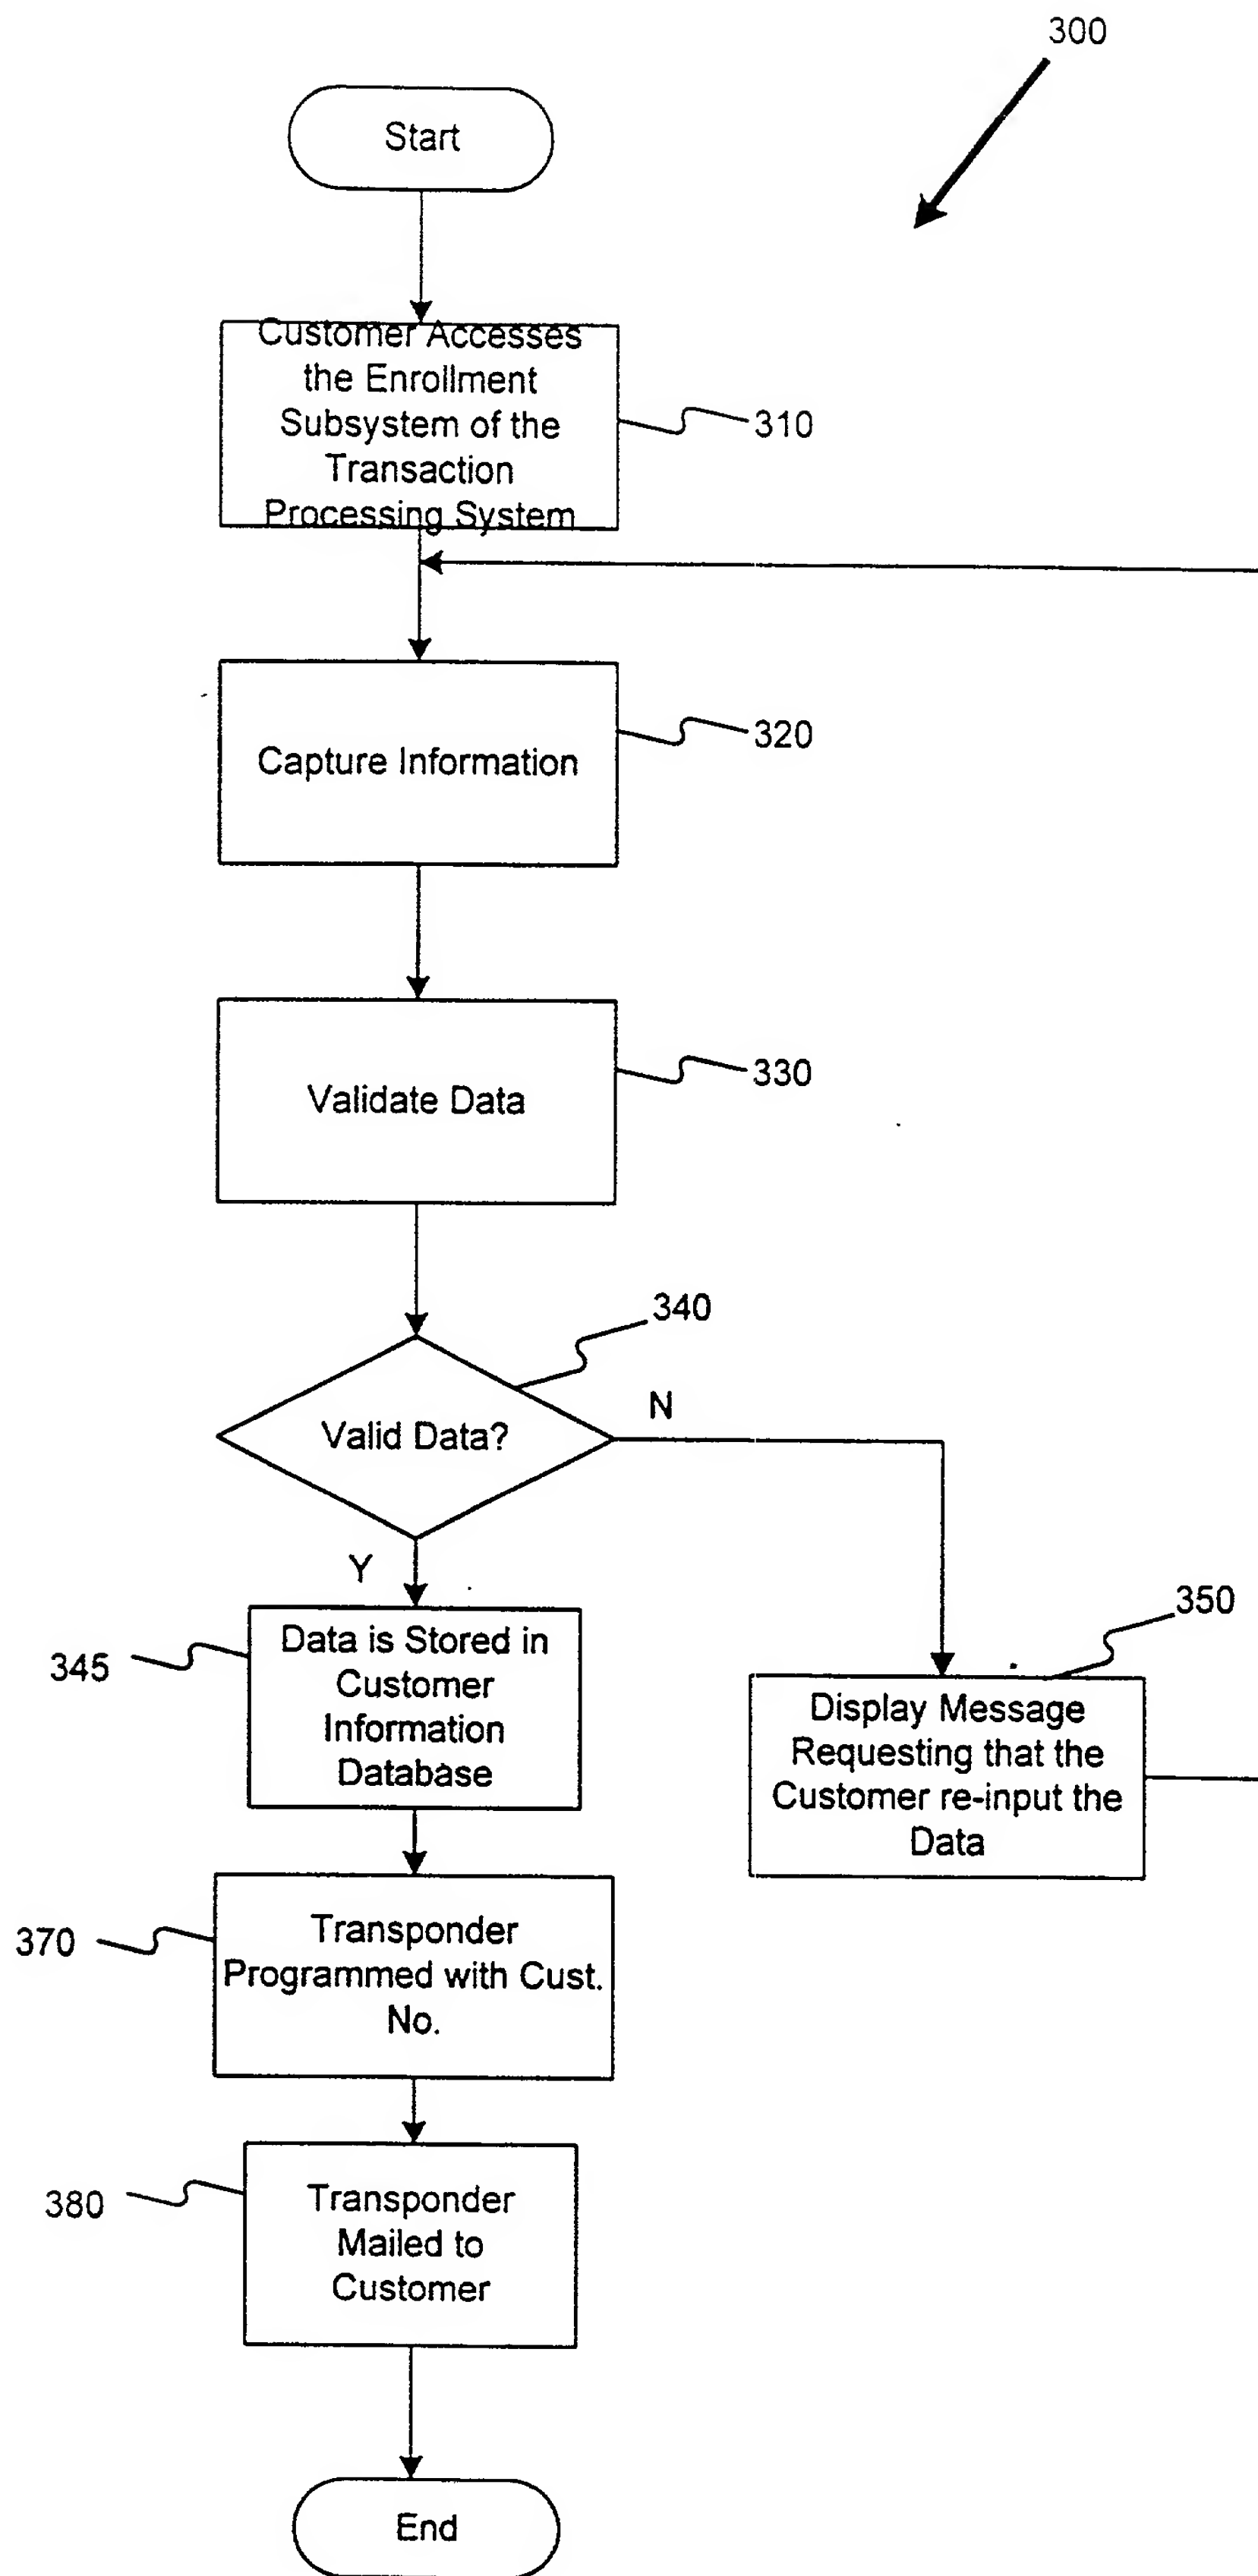 300
Start
Customer Accesses
the Enrollment
Subsystem of the
Transaction
Processing System
310
Capture Information
320
Validate Data
330
340
Valid Data?
N
Y
345
Data is Stored in
Customer
Information
Database
350
Display Message
Requesting that the
Customer re-input the
Data
370
Transponder
Programmed with Cust.
No.
380
Transponder
Mailed to
Customer
End